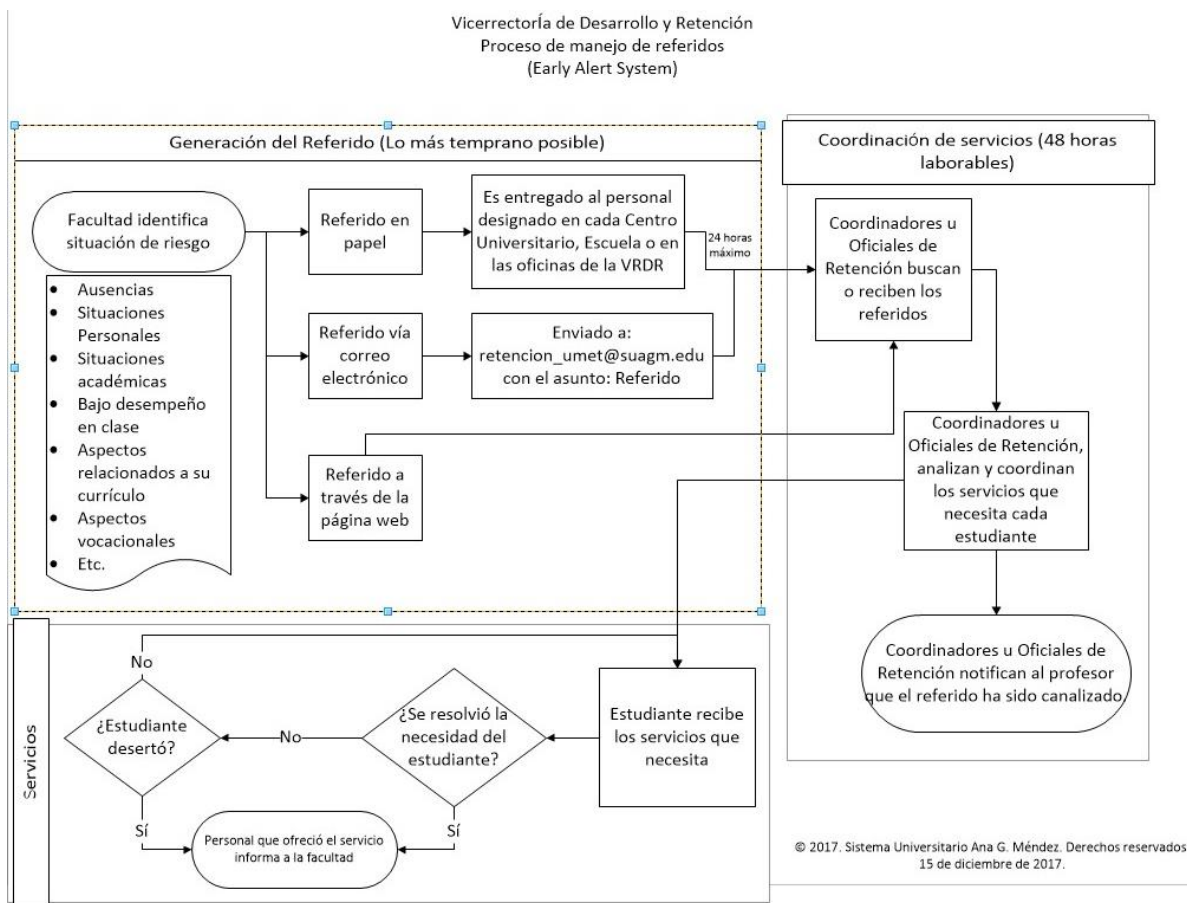 Vicerrectoría de Desarrollo y Retención
Proceso de manejo de referidos
(Early Alert System)
Generación del Referido (Lo más temprano posible)
Facultad identifica
situación de riesgo
Ausencias
Situaciones
Personales
Situaciones
académicas
Bajo desempeño
en clase
Aspectos
relacionados a su
currículo
Aspectos
vocacionales
Etc.
Referido en
papel
Es entregado al personal
designado en cada Centro
Universitario, Escuela o en
las oficinas de la VRDR
24 horas
máximo
Referido vía
correo
electrónico
Enviado a:
retencion_umet@suagm.edu
con el asunto: Referido
Referido a
través de la
página web
Coordinación de servicios (48 horas
laborables)
Coordinadores u
Oficiales de
Retención buscan
o reciben los
referidos
Coordinadores u
Oficiales de Retención,
analizan y coordinan
los servicios que
necesita cada
estudiante
Coordinadores u Oficiales de
Retención notifican al profesor
que el referido ha sido canalizado.
Servicios
No
¿Estudiante
desertó?
No
¿Se resolvió la
necesidad del
estudiante?
Estudiante recibe
los servicios que
necesita
Sí
Sí
Personal que ofreció el servicio
informa a la facultad
© 2017. Sistema Universitario Ana G. Méndez. Derechos reservados
15 de diciembre de 2017.